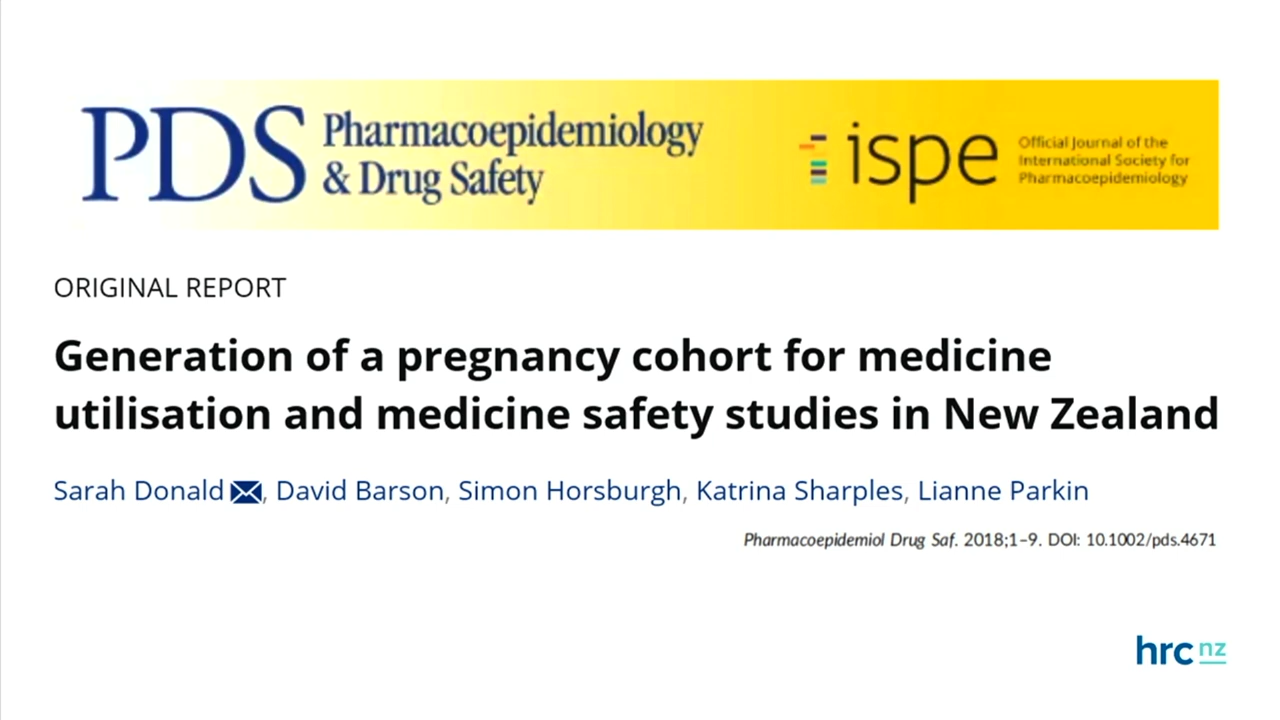 PDS Pharmacoepidemiology
& Drug Safety
ispe
Official Journal of the
International Society for
Pharmacoepidemiology
ORIGINAL REPORT
Generation of a pregnancy cohort for medicine
utilisation and medicine safety studies in New Zealand
Sarah Donald, David Barson, Simon Horsburgh, Katrina Sharples, Lianne Parkin
Pharmacoepidemiol Drug Saf. 2018;1–9. DOI: 10.1002/pds.4671
hrc nz